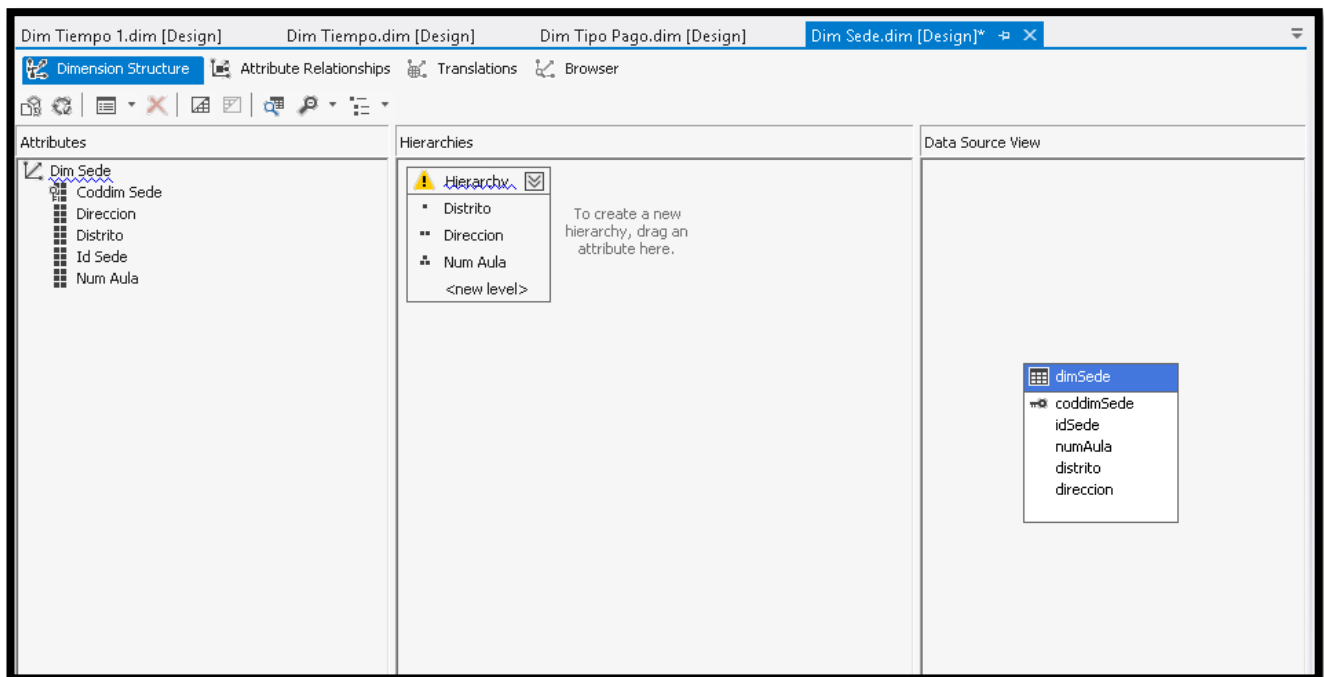 Dim Tiempo 1.dim [Design] Dim Tiempo.dim [Design] Dim Tipo Pago.dim [Design] Dim Sede.dim [Design]*
Dimension Structure Attribute Relationships Translations Browser
Attributes
Dim Sede
Coddim Sede
Direccion
Distrito
Id Sede
Num Aula
Hierarchies
Hierarchy
Distrito
Direccion
Num Aula
<new level>
To create a new
hierarchy, drag an
attribute here.
Data Source View
dimSede
coddimSede
idSede
numAula
distrito
direccion